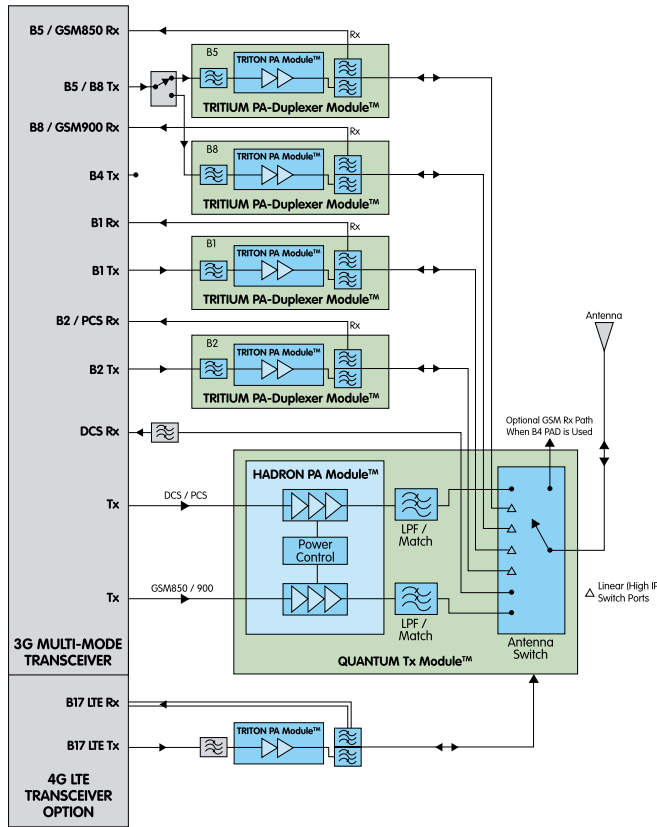 B5 / GSM850 Rx
Rx
B5
TRITON PA Module™
B5 / B8 Tx
TRITIUM PA-Duplexer Module™
B8 / GSM900 Rx
Rx
B8
TRITON PA Module™
B4 Tx
TRITIUM PA-Duplexer Module™
B1 Rx
Rx
B1
TRITON PA Module™
B1 Tx
TRITIUM PA-Duplexer Module™
B2 / PCS Rx
Rx
B2
TRITON PA Module™
B2 Tx
TRITIUM PA-Duplexer Module™
Antenna
DCS Rx
Optional GSM Rx Path
When B4 PAD is Used
HADRON PA Module™
Tx
DCS / PCS
LPF /
Match
Power
Control
Tx
GSM850 / 900
LPF /
Match
Linear (High IP
Switch Ports
Antenna
Switch
QUANTUM Tx Module™
3G MULTI-MODE
TRANSCEIVER
B17 LTE Rx
TRITON PA Module™
B17 LTE Tx
4G LTE
TRANSCEIVER
OPTION